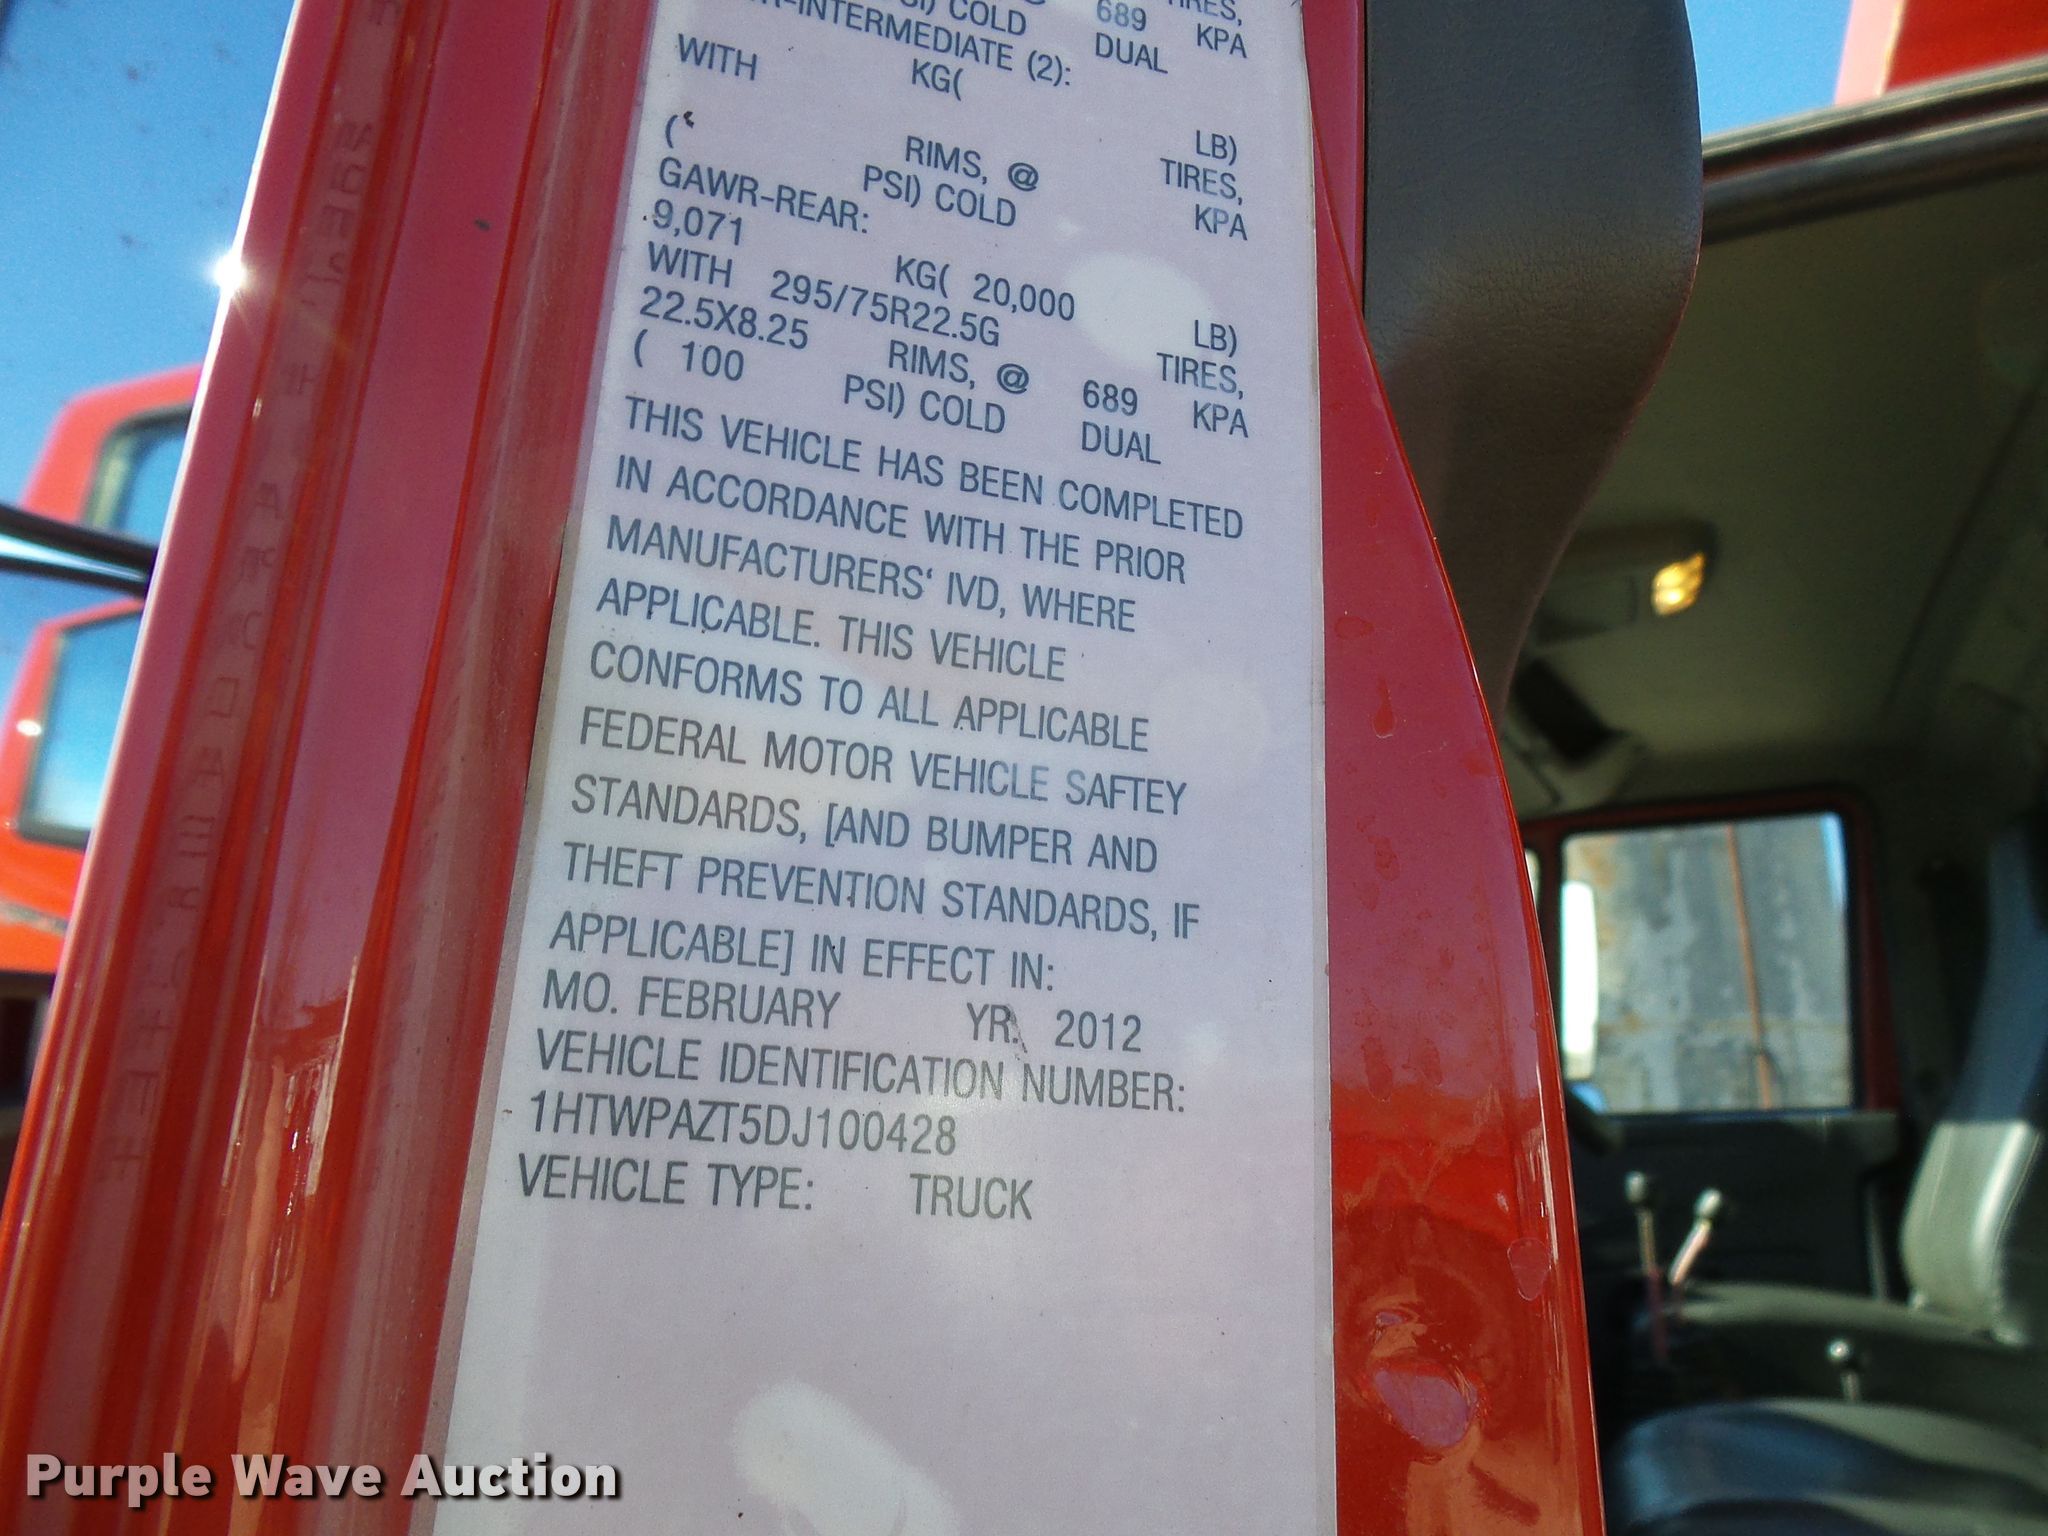 PSI) COLD 689 TIRES,
DUAL KPA
-INTERMEDIATE (2):
WITH KG(
LB)
( RIMS, @ TIRES,
PSI) COLD KPA
GAWR-REAR:
9,071 KG( 20,000 LB)
WITH 295/75R22.5G TIRES,
22.5X8.25 RIMS, @ 689 KPA
( 100 PSI) COLD DUAL
THIS VEHICLE HAS BEEN COMPLETED
IN ACCORDANCE WITH THE PRIOR
MANUFACTURERS‘ IVD, WHERE
APPLICABLE. THIS VEHICLE
CONFORMS TO ALL APPLICABLE
FEDERAL MOTOR VEHICLE SAFTEY
STANDARDS, [AND BUMPER AND
THEFT PREVENTION STANDARDS, IF
APPLICABLE] IN EFFECT IN:
MO. FEBRUARY YR. 2012
VEHICLE IDENTIFICATION NUMBER:
1HTWPAZT5DJ100428
VEHICLE TYPE: TRUCK
Purple Wave Auction